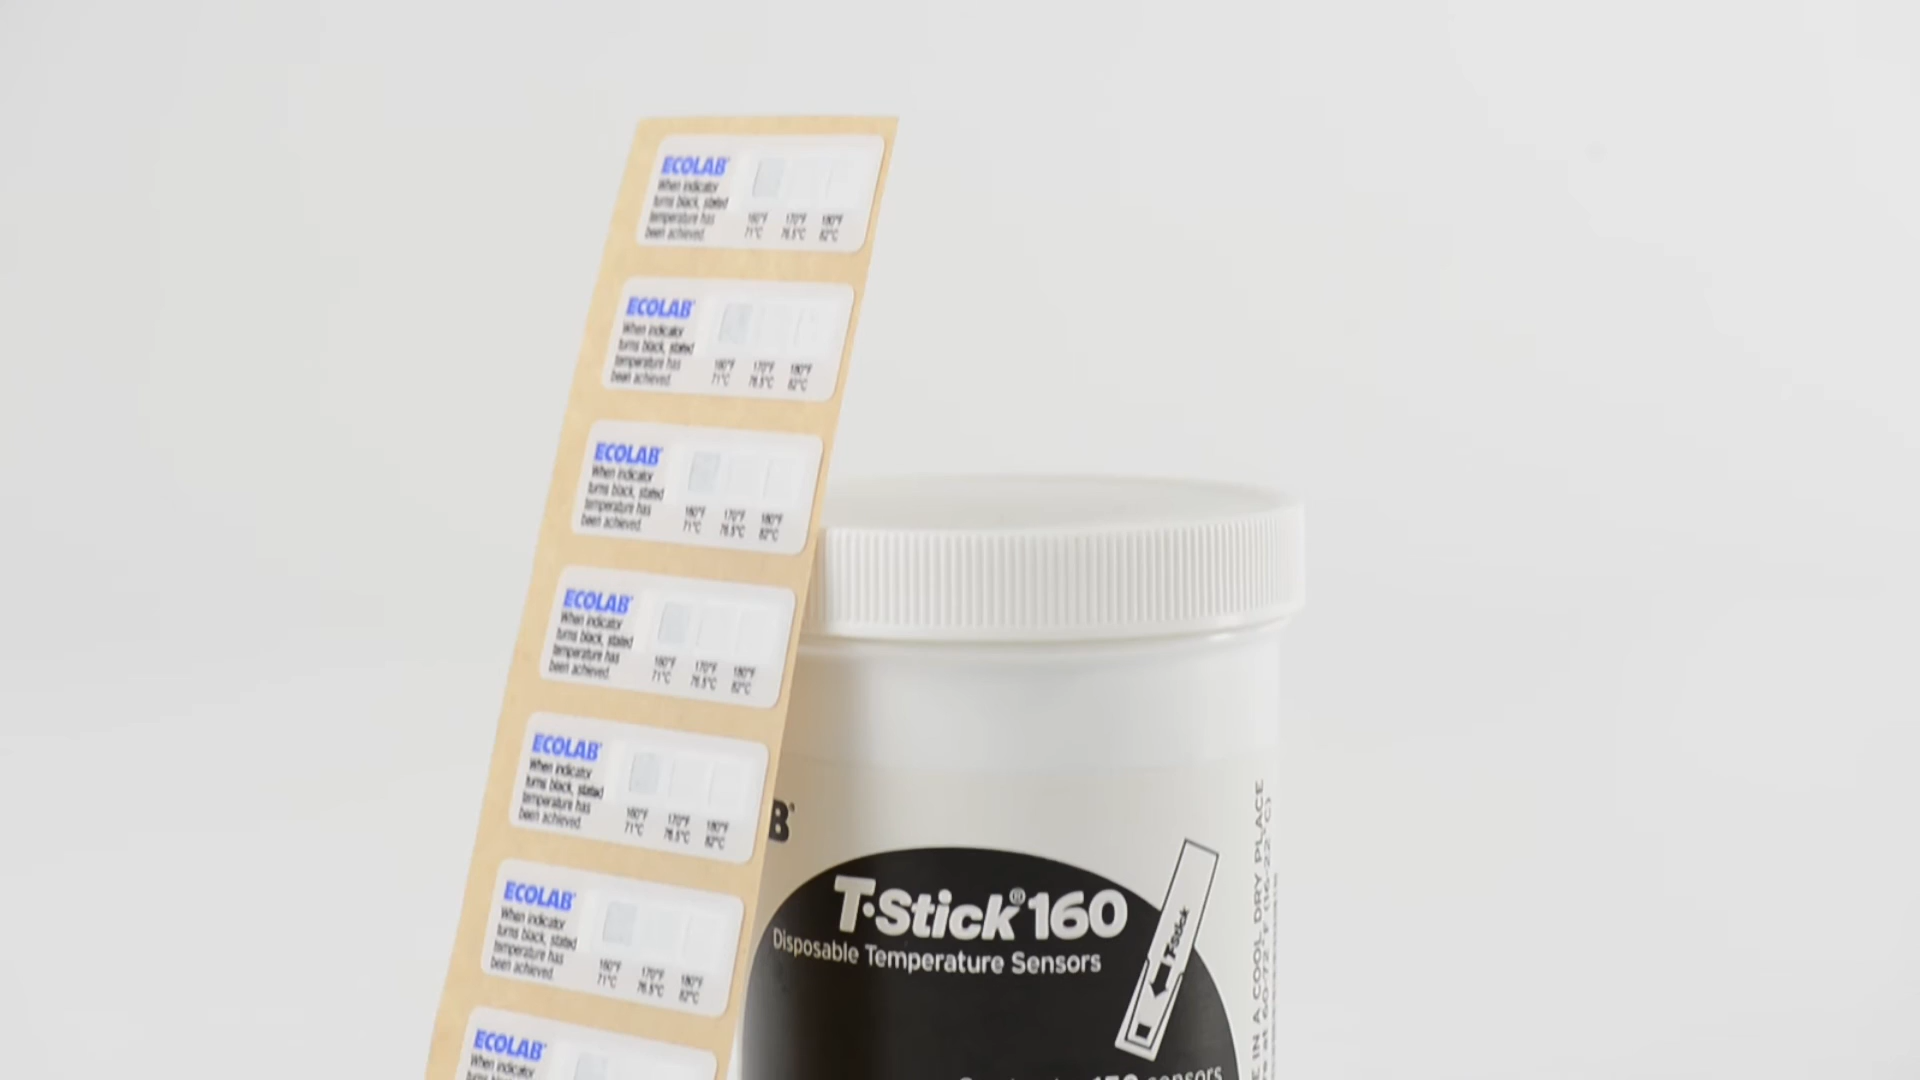 ECOLAB®
When indicator
turns black, stated
temperature has
been achieved.
160°F 170°F 180°F
71°C 76.5°C 82°C
ECOLAB®
When indicator
turns black, stated
temperature has
been achieved.
160°F 170°F 180°F
71°C 76.5°C 82°C
ECOLAB®
When indicator
turns black, stated
temperature has
been achieved.
160°F 170°F 180°F
71°C 76.5°C 82°C
ECOLAB®
When indicator
turns black, stated
temperature has
been achieved.
160°F 170°F 180°F
71°C 76.5°C 82°C
ECOLAB®
When indicator
turns black, stated
temperature has
been achieved.
160°F 170°F 180°F
71°C 76.5°C 82°C
ECOLAB®
When indicator
turns black, stated
temperature has
been achieved.
160°F 170°F 180°F
71°C 76.5°C 82°C
ECOLAB®
When indicator
B®
T-Stick® 160
Disposable Temperature Sensors
T-Stick
sensors
IN A COOL DRY PLACE
at 60-72°F (16-22°C)